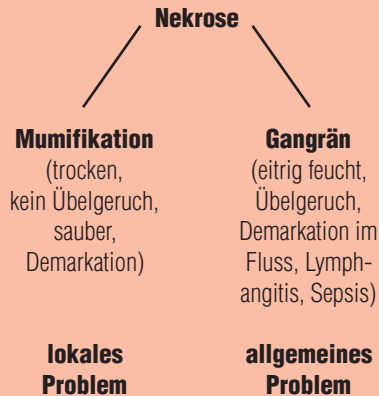 Nekrose
Mumifikation
(trocken,
kein Übelgeruch,
sauber,
Demarkation)
lokales
Problem
Gangrän
(eitrig feucht,
Übelgeruch,
Demarkation im
Fluss, Lymph-
angitis, Sepsis)
allgemeines
Problem